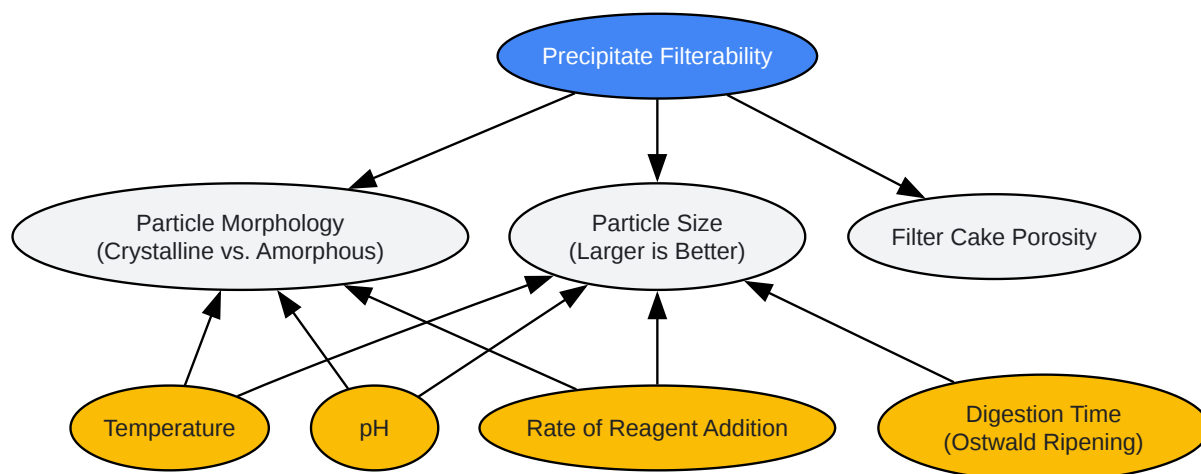 Precipitate Filterability
Particle Morphology
(Crystalline vs. Amorphous)
Particle Size
(Larger is Better)
Filter Cake Porosity
Temperature
pH
Rate of Reagent Addition
Digestion Time
(Ostwald Ripening)